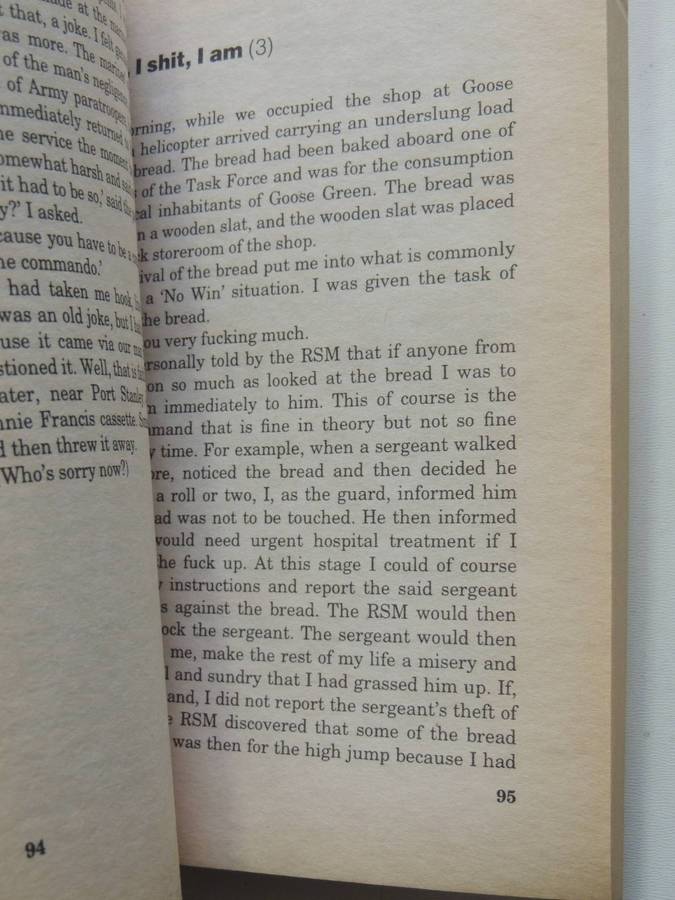 ade at the
that, a joke. I felt
as more. The
of the man's
of Army paratroopers
mmediately returned
e service the moment
omewhat harsh and
it had to be so,' said
y?' I asked.
cause you have to be a
ne commando.'
had taken me hook,
was an old joke, but I
use it came via our
stioned it. Well, that is
ater, near Port Stanley
nnie Francis cassette.
d then threw it away.
Who's sorry now?)
94
I shit, I am (3)
orning, while we occupied the shop at Goose
helicopter arrived carrying an underslung load
bread. The bread had been baked aboard one of
s of the Task Force and was for the consumption
cal inhabitants of Goose Green. The bread was
n a wooden slat, and the wooden slat was placed
k storeroom of the shop.
ival of the bread put me into what is commonly
a 'No Win' situation. I was given the task of
the bread.
ou very fucking much.
ersonally told by the RSM that if anyone from
on so much as looked at the bread I was to
m immediately to him. This of course is the
mmand that is fine in theory but not so fine
y time. For example, when a sergeant walked
ore, noticed the bread and then decided he
a roll or two, I, as the guard, informed him
ad was not to be touched. He then informed
would need urgent hospital treatment if I
the fuck up. At this stage I could of course
y instructions and report the said sergeant
s against the bread. The RSM would then
ock the sergeant. The sergeant would then
me, make the rest of my life a misery and
l and sundry that I had grassed him up. If,
and, I did not report the sergeant's theft of
e RSM discovered that some of the bread
was then for the high jump because I had
95